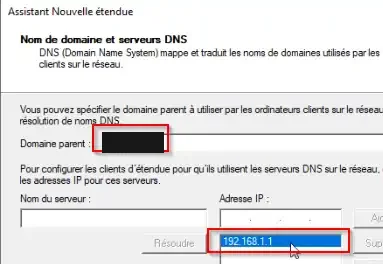 Assistant Nouvelle étendue
Nom de domaine et serveurs DNS
DNS (Domain Name System) mappe et traduit les noms de domaines utilisés par les
clients sur le réseau.
Vous pouvez spécifier le domaine parent à utiliser par les ordinateurs clients sur le réseau
résolution de noms DNS.
Domaine parent :
Pour configurer les clients d'étendue pour qu'ils utilisent les serveurs DNS sur le réseau,
les adresses IP pour ces serveurs.
Nom du serveur : Adresse IP :
. . .
Résoudre 192.168.1.1